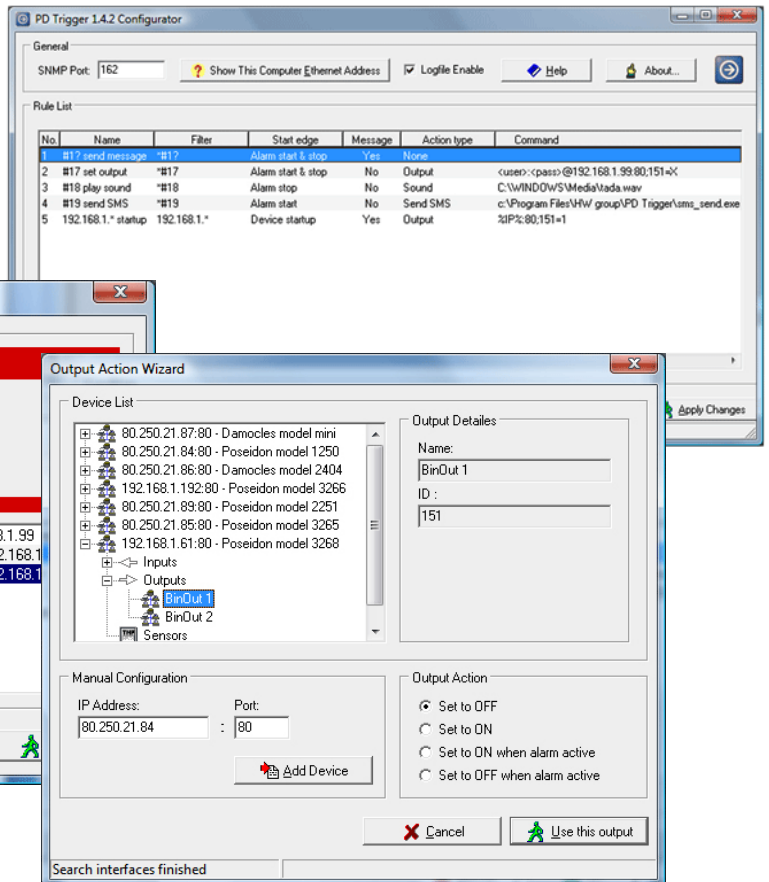 PD Trigger 1.4.2 Configurator
General
SNMP Port: 162
? Show This Computer Ethernet Address
Logfile Enable
Help
About...
Rule List
No. Name Filter Start edge Message Action type Command
1 #1? send message *#1? Alarm start & stop Yes None
2 #17 set output *#17 Alarm start & stop No Output <user>:<pass>@192.168.1.99:80;151=X
3 #18 play sound *#18 Alarm stop No Sound C:\WINDOWS\Media\tada.wav
4 #19 send SMS *#19 Alarm start No Send SMS c:\Program Files\HW group\PD Trigger\sms_send.exe
5 192.168.1.* startup 192.168.1.* Device startup Yes Output %IP%:80;151=1
Apply Changes
3.1.99
2.168.1
2.168.1
Output Action Wizard
Device List
80.250.21.87:80 - Damocles model mini
80.250.21.84:80 - Poseidon model 1250
80.250.21.86:80 - Damocles model 2404
192.168.1.192:80 - Poseidon model 3266
80.250.21.89:80 - Poseidon model 2251
80.250.21.85:80 - Poseidon model 3265
192.168.1.61:80 - Poseidon model 3268
Inputs
Outputs
BinOut 1
BinOut 2
TMP Sensors
Output Detailes
Name:
BinOut 1
ID :
151
Manual Configuration
IP Address: Port:
80.250.21.84 : 80
Add Device
Output Action
Set to OFF
Set to ON
Set to ON when alarm active
Set to OFF when alarm active
Cancel
Use this output
Search interfaces finished